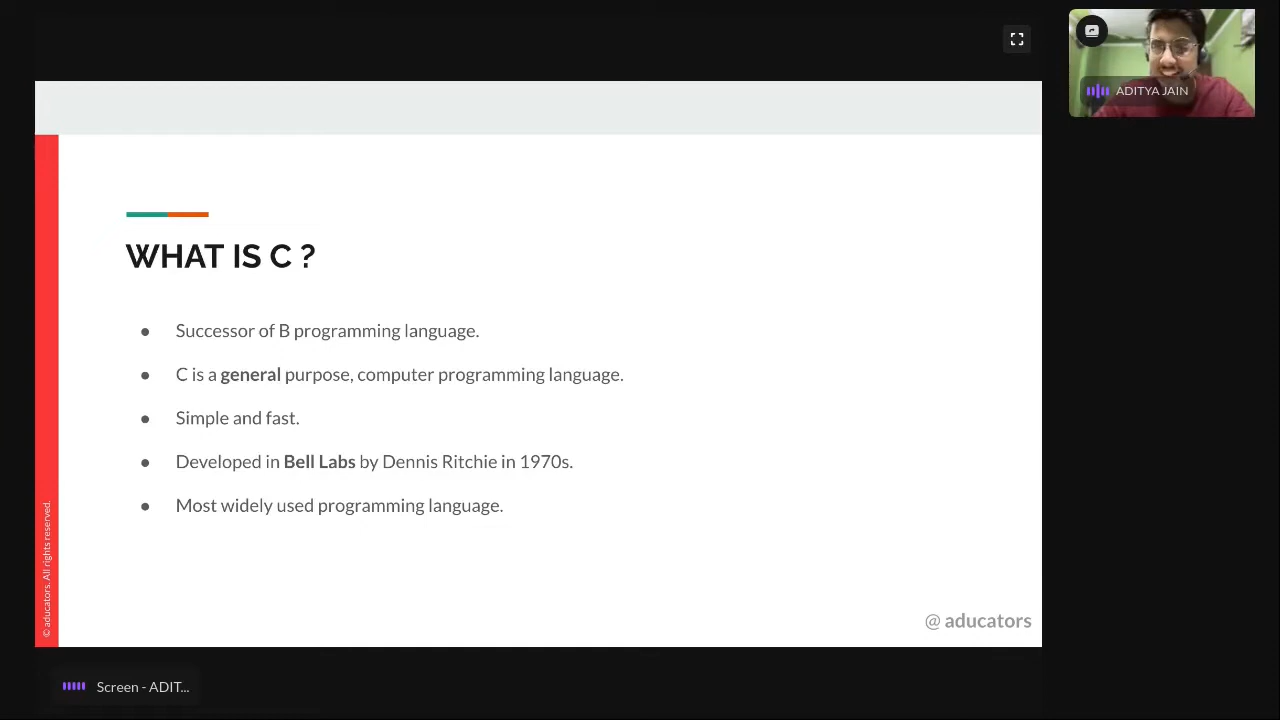 ADITYA JAIN
WHAT IS C ?
● Successor of B programming language.
● C is a general purpose, computer programming language.
● Simple and fast.
● Developed in Bell Labs by Dennis Ritchie in 1970s.
● Most widely used programming language.
© aducators. All rights reserved.
@ aducators
Screen - ADIT...